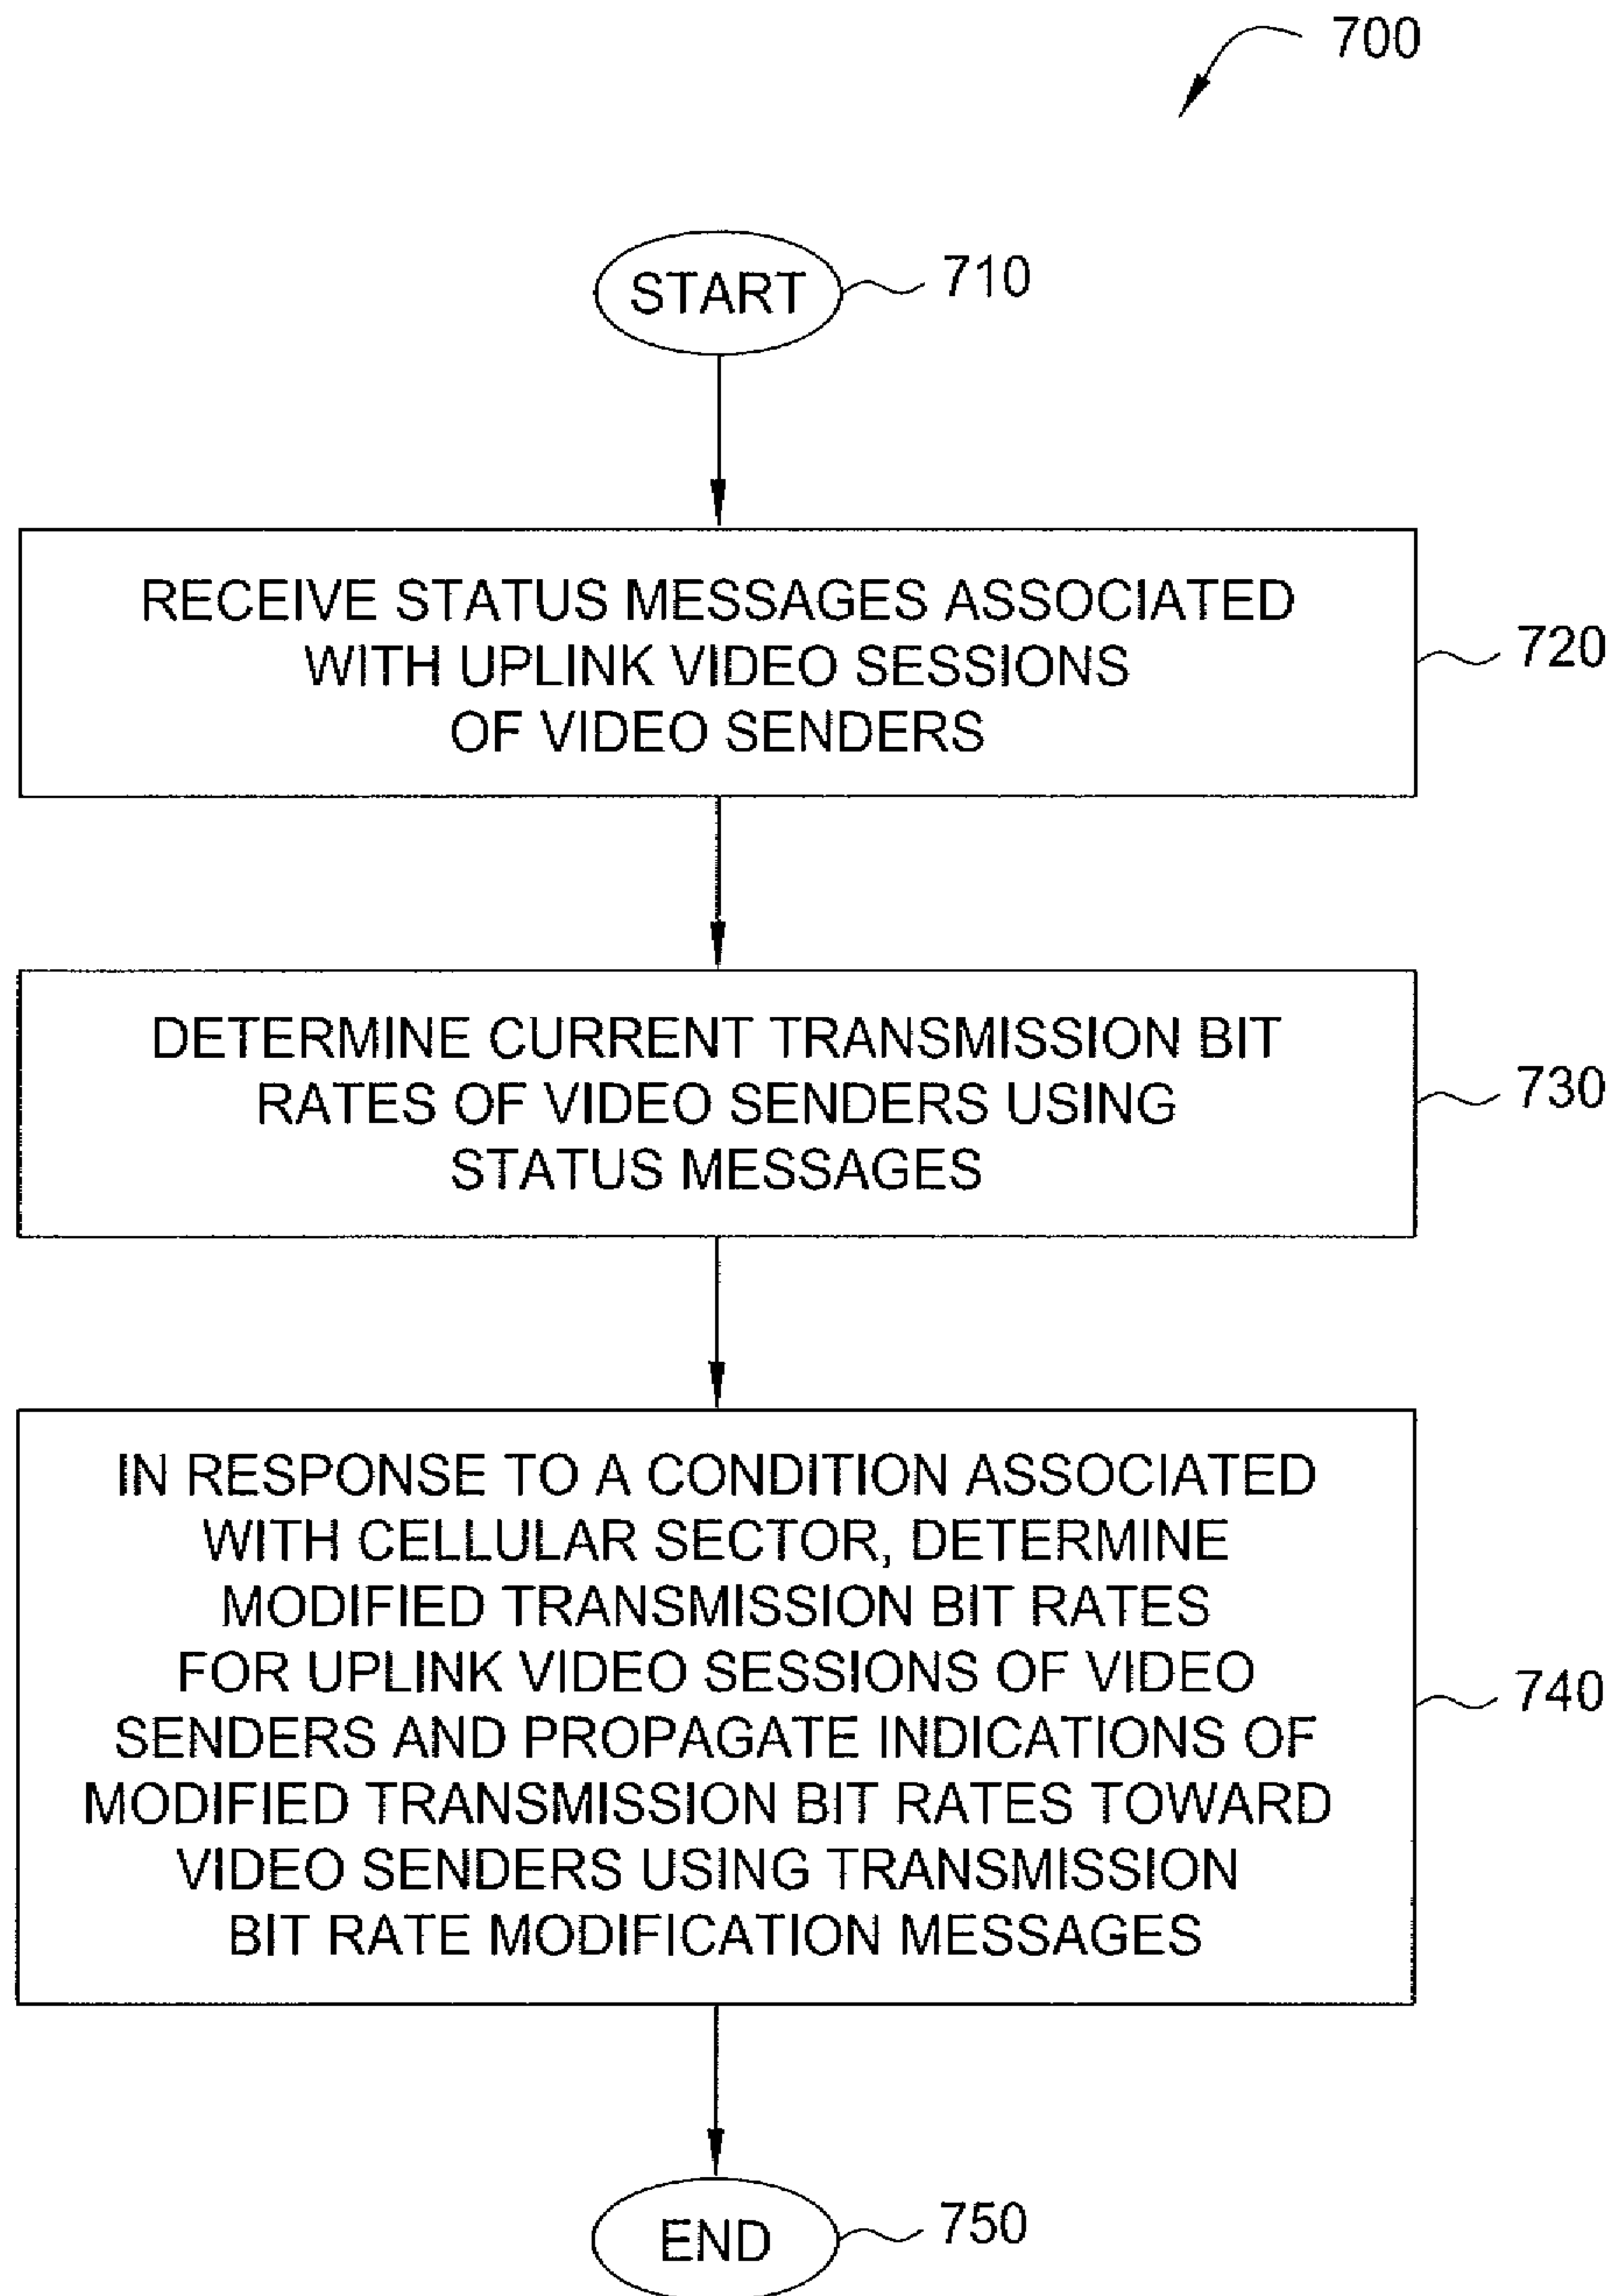 700
START
710
RECEIVE STATUS MESSAGES ASSOCIATED
WITH UPLINK VIDEO SESSIONS
OF VIDEO SENDERS
720
DETERMINE CURRENT TRANSMISSION BIT
RATES OF VIDEO SENDERS USING
STATUS MESSAGES
730
IN RESPONSE TO A CONDITION ASSOCIATED
WITH CELLULAR SECTOR, DETERMINE
MODIFIED TRANSMISSION BIT RATES
FOR UPLINK VIDEO SESSIONS OF VIDEO
SENDERS AND PROPAGATE INDICATIONS OF
MODIFIED TRANSMISSION BIT RATES TOWARD
VIDEO SENDERS USING TRANSMISSION
BIT RATE MODIFICATION MESSAGES
740
END
750